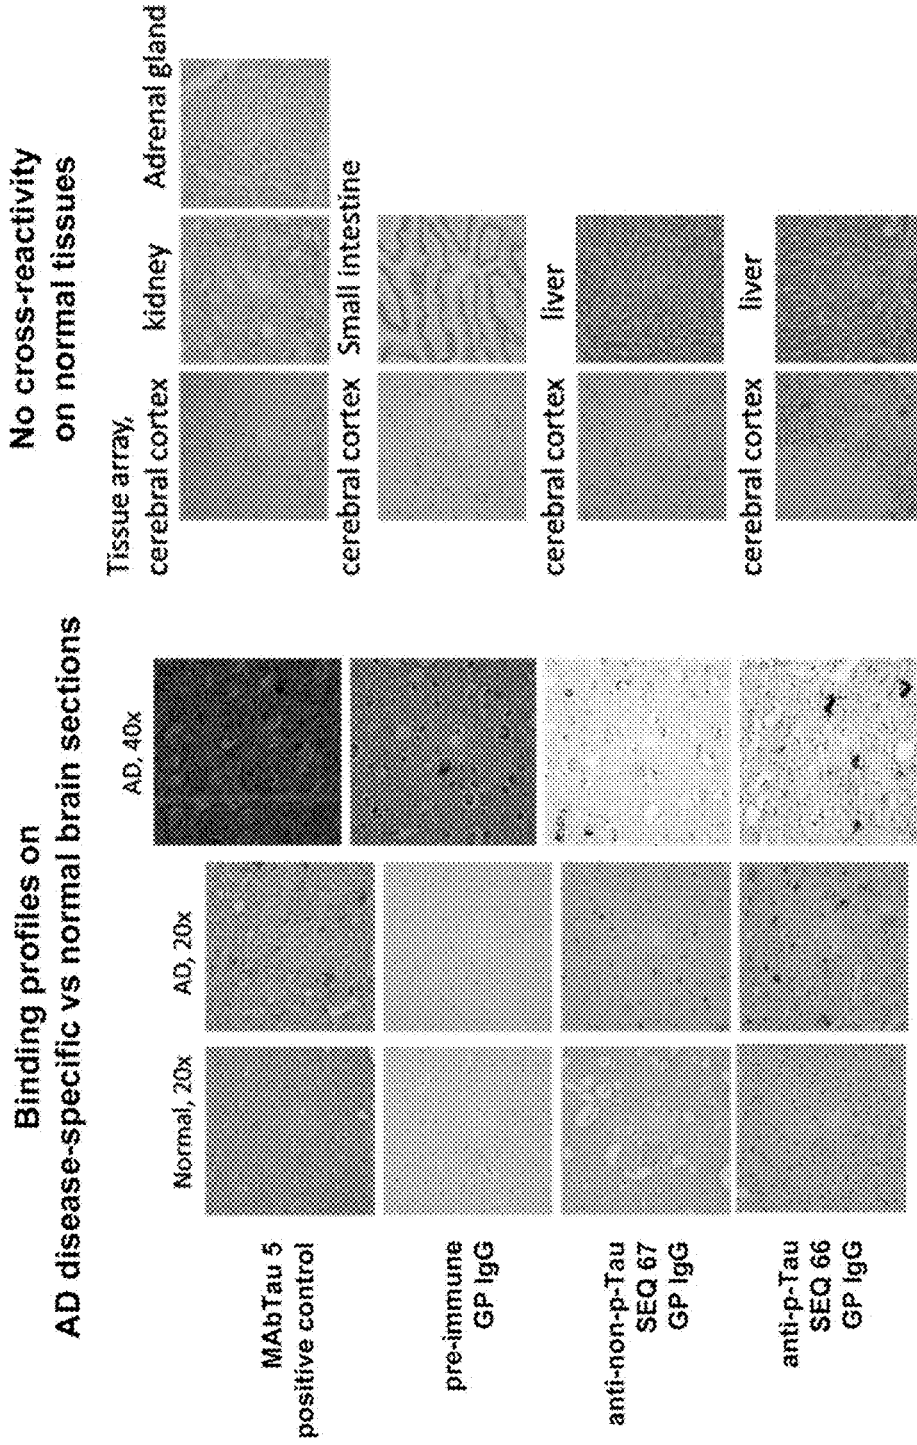 Binding profiles on
AD disease-specific vs normal brain sections
No cross-reactivity
on normal tissues
Normal, 20x
AD, 20x
AD, 40x
Tissue array,
cerebral cortex
kidney
Adrenal gland
MAbTau 5
positive control
cerebral cortex
Small intestine
pre-immune
GP IgG
cerebral cortex
liver
anti-non-p-Tau
SEQ 67
GP IgG
cerebral cortex
liver
anti-p-Tau
SEQ 66
GP IgG